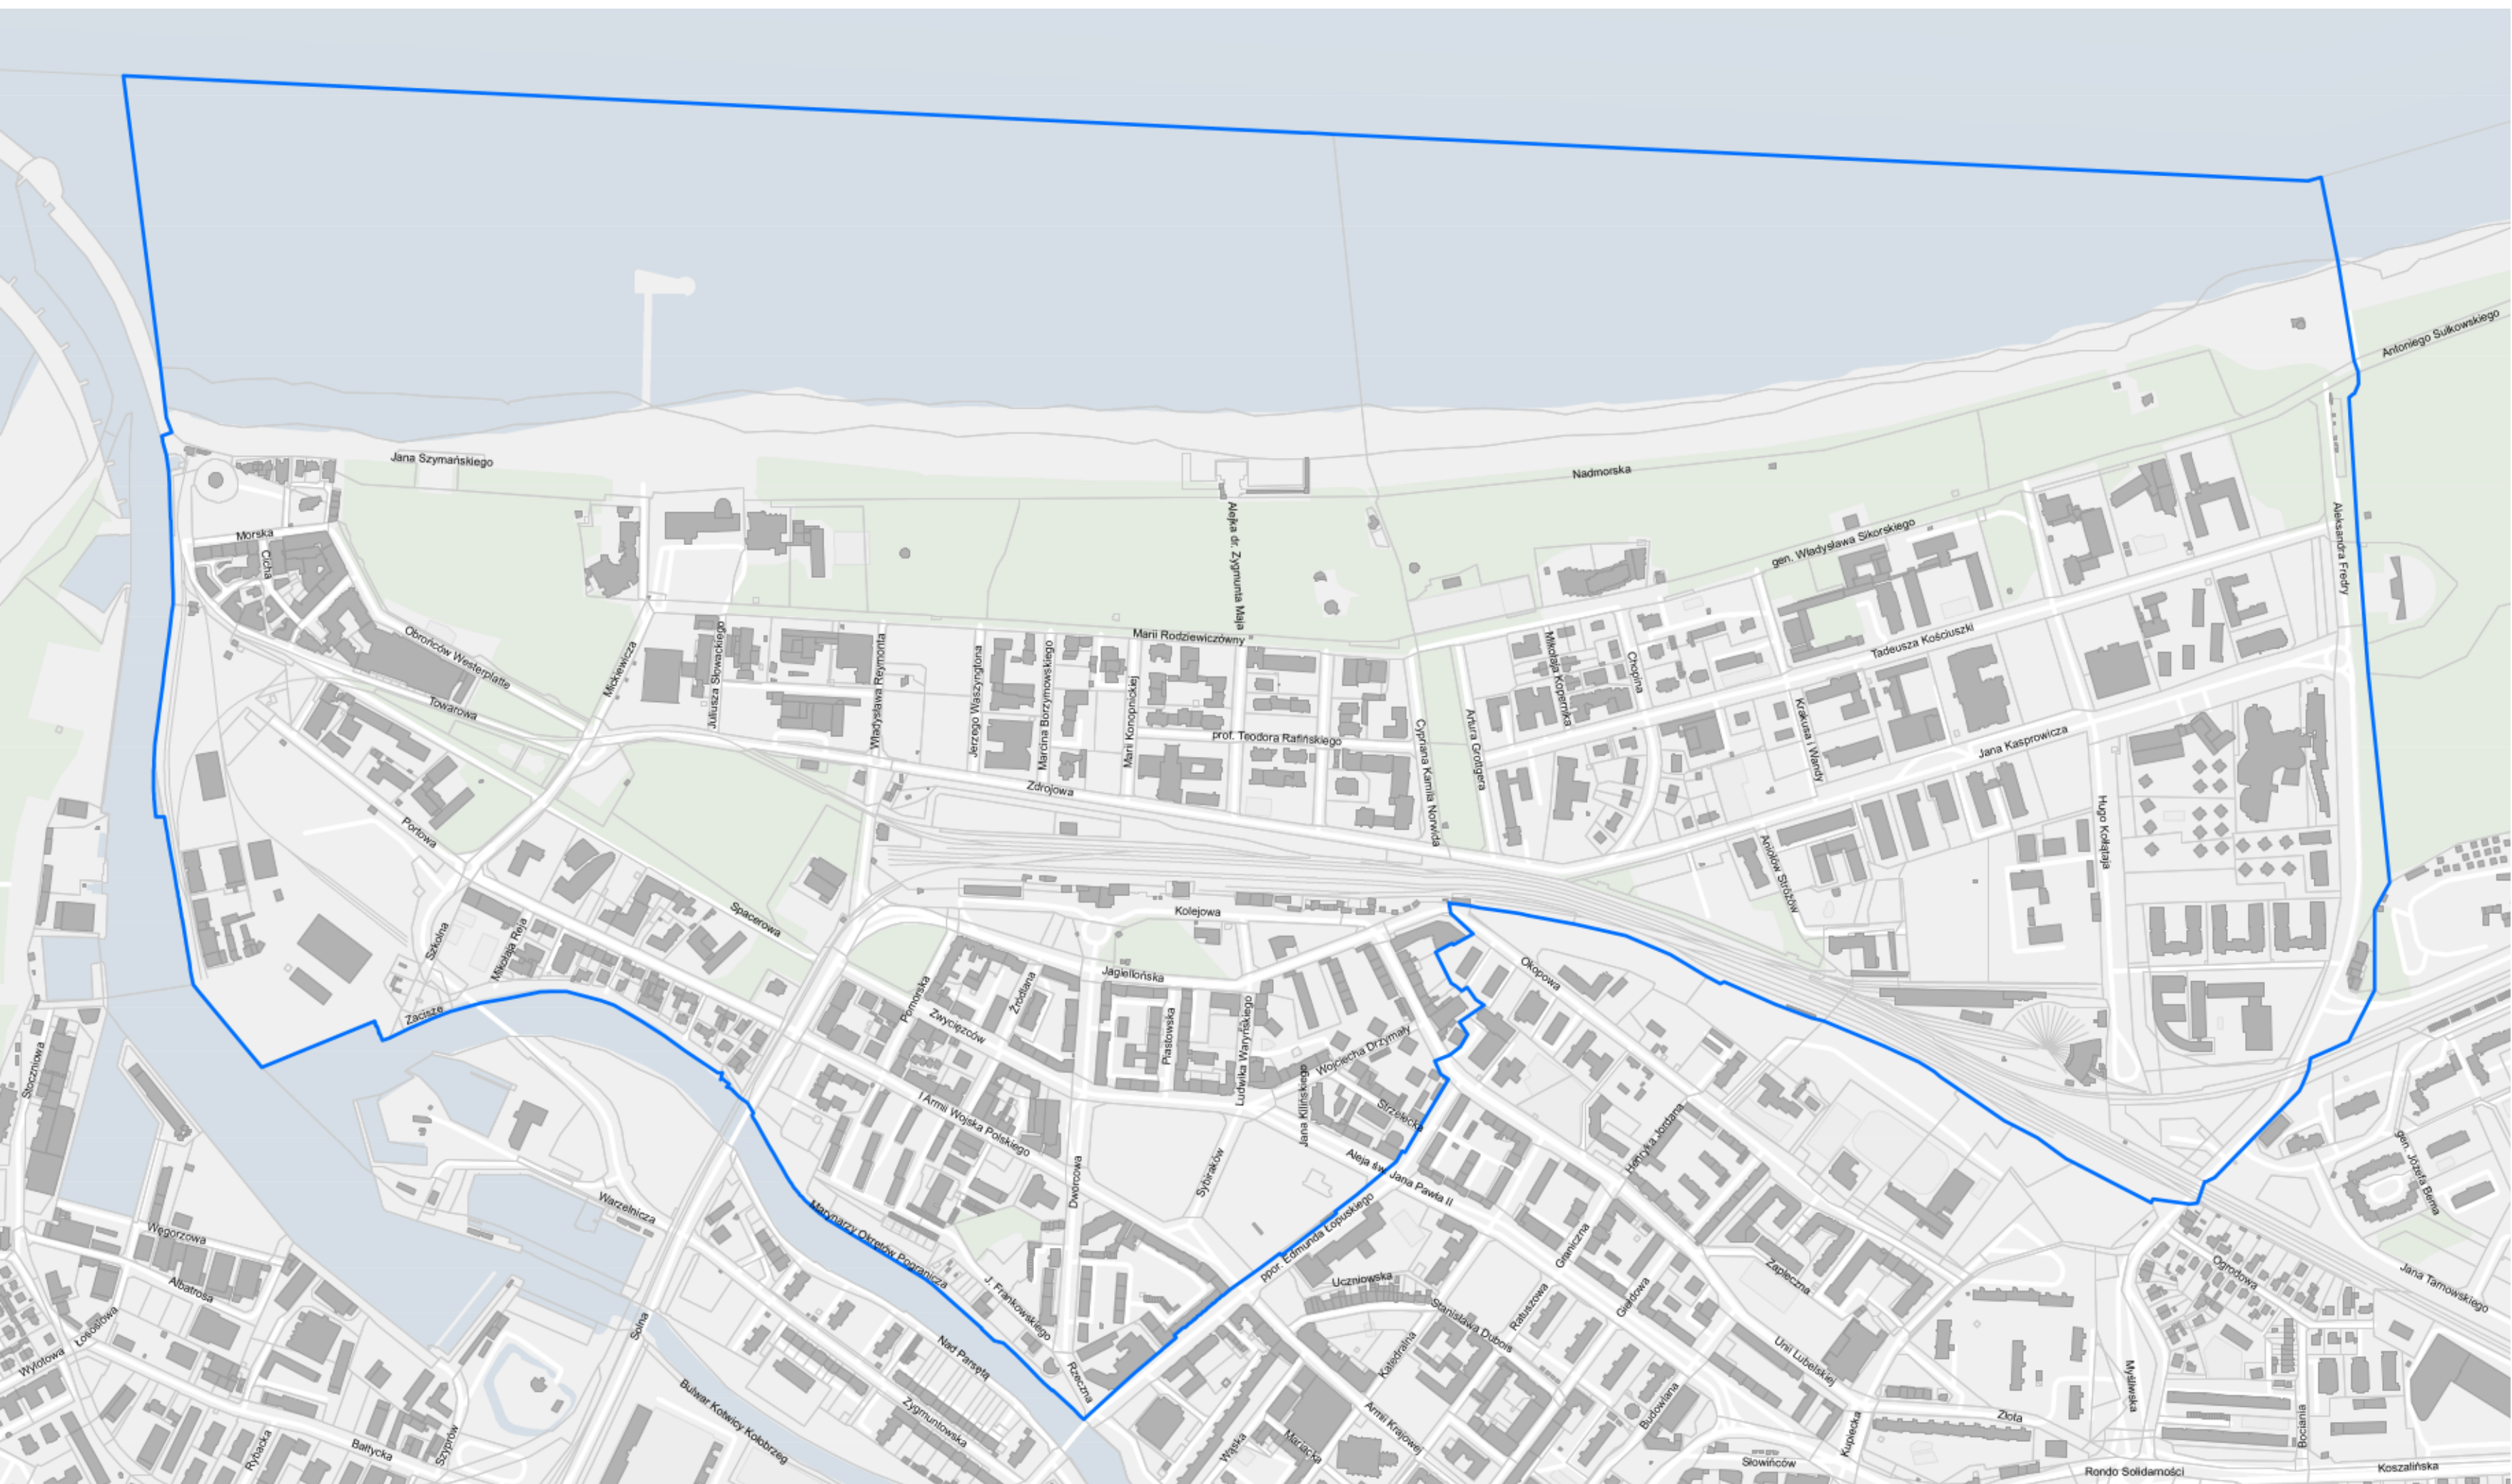 Antoniego Sułkowskiego
Jana Szymańskiego
Nadmorska
Morska
Cicha
Alejka dr. Zygmunta Maja
gen. Władysława Sikorskiego
Aleksandra Fredry
Obrońców Westerplatte
Mickiewicza
Juliusza Słowackiego
Władysława Reymonta
Jerzego Waszyngtona
Marcina Borzymowskiego
Marii Konopnickiej
Marii Rodziewiczówny
Mikołaja Kopernika
Chopina
Tadeusza Kościuszki
Towarowa
prof. Teodora Rafińskiego
Cypriana Kamila Norwida
Artura Grottgera
Krakusa i Wandy
Jana Kasprowicza
Zdrojowa
Portowa
Hugo Kołłątaja
Aniołów Stróżów
Spacerowa
Kolejowa
Szkolna
Mikołaja Reja
Jagiellońska
Okopowa
Pomorska
Źródlana
Zwycięzców
Piastowska
Ludwika Waryńskiego
Wojciecha Drzymały
Zacisze
Stoczniowa
I Armii Wojska Polskiego
Jana Kilińskiego
Strzelecka
Henryka Jordana
gen. Józefa Bema
Dworcowa
Sybiraków
Aleja św. Jana Pawła II
Warzelnicza
Marynarzy Okrętów Pogranicza
ppor. Edmunda Łopuskiego
Graniczna
Węgorzowa
Albatrosa
Uczniowska
Zapleczna
Ogrodowa
Jana Tarnowskiego
J. Frankowskiego
Ratuszowa
Giełdowa
Stanisława Dubois
Łososiowa
Wylotowa
Solna
Nad Parsętą
Rzeczna
Katedralna
Unii Lubelskiej
Myśliwska
Bulwar Kotwicy Kołobrzeg
Zygmuntowska
Budowlana
Armii Krajowej
Złota
Bociania
Rybacka
Bałtycka
Szyprów
Wąska
Mariacka
Kupiecka
Słowińców
Rondo Solidarności
Koszalińska